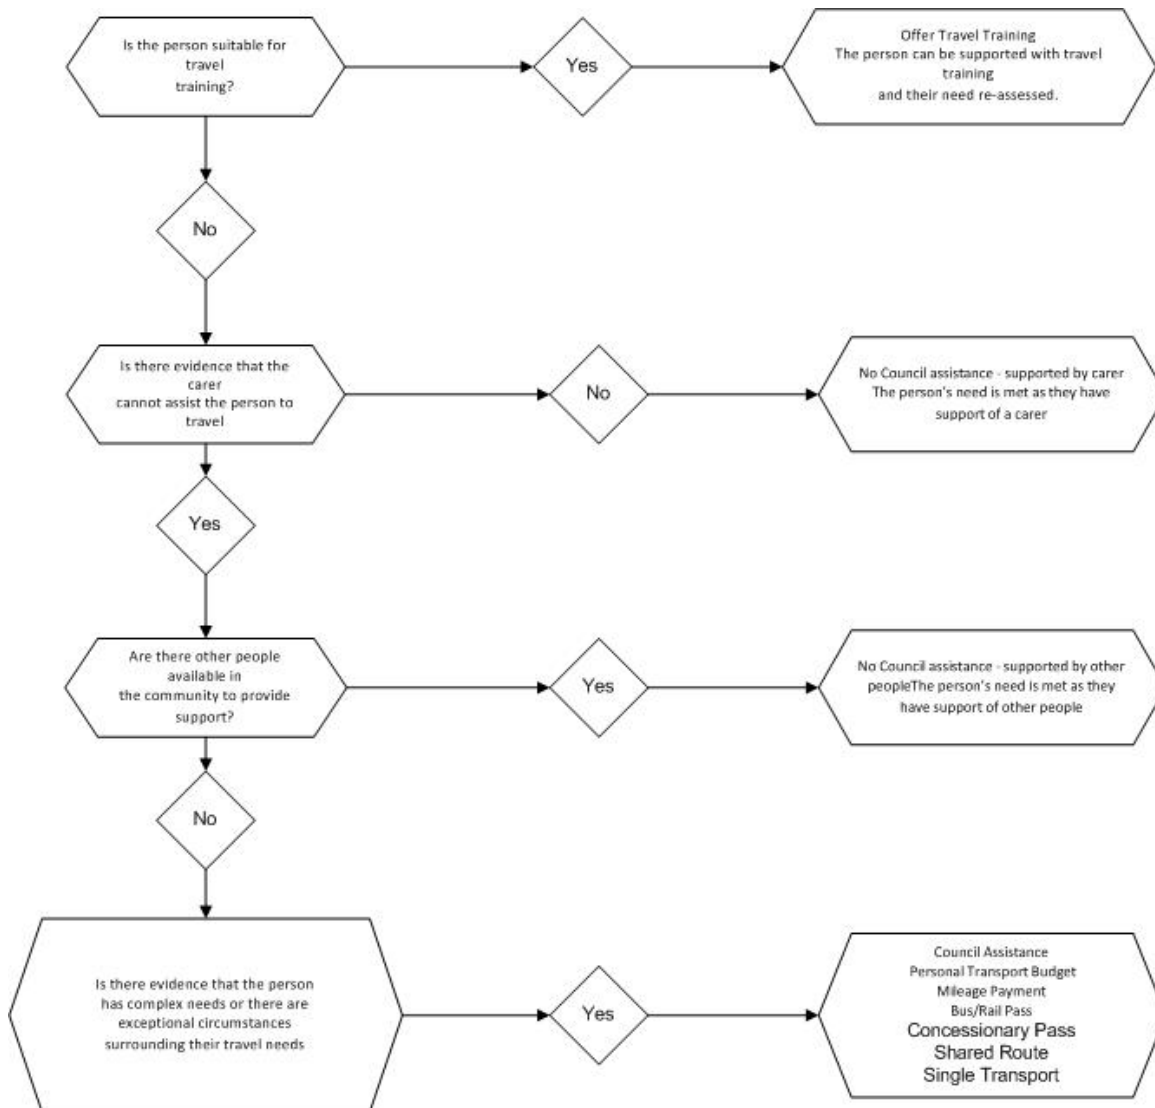 Is the person suitable for
travel
training?
Yes
Offer Travel Training
The person can be supported with travel
training
and their need re-assessed.
No
Is there evidence that the
carer
cannot assist the person to
travel
No
No Council assistance - supported by carer
The person's need is met as they have
support of a carer
Yes
Are there other people
available in
the community to provide
support?
Yes
No Council assistance - supported by other
peopleThe person's need is met as they
have support of other people
No
Is there evidence that the person
has complex needs or there are
exceptional circumstances
surrounding their travel needs
Yes
Council Assistance
Personal Transport Budget
Mileage Payment
Bus/Rail Pass
Concessionary Pass
Shared Route
Single Transport